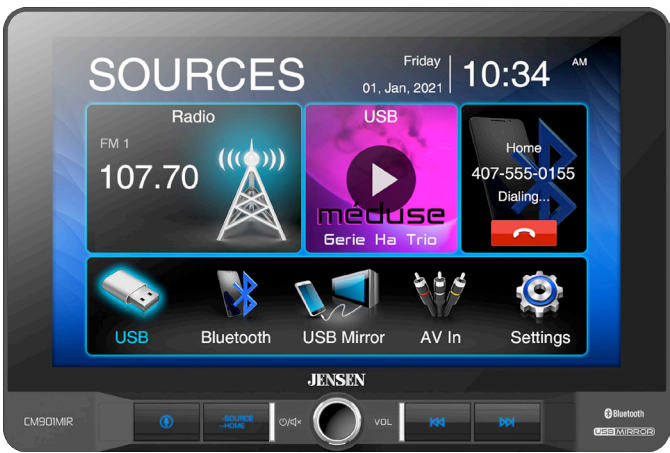 SOURCES
Friday
01, Jan, 2021
10:34 AM
Radio
FM 1
107.70
USB
méduse
Gerie Ha Trio
Home
407-555-0155
Dialing...
USB
Bluetooth
USB Mirror
AV In
Settings
JENSEN
CM901MIR
SOURCE
HOME
VOL
Bluetooth
USB MIRROR